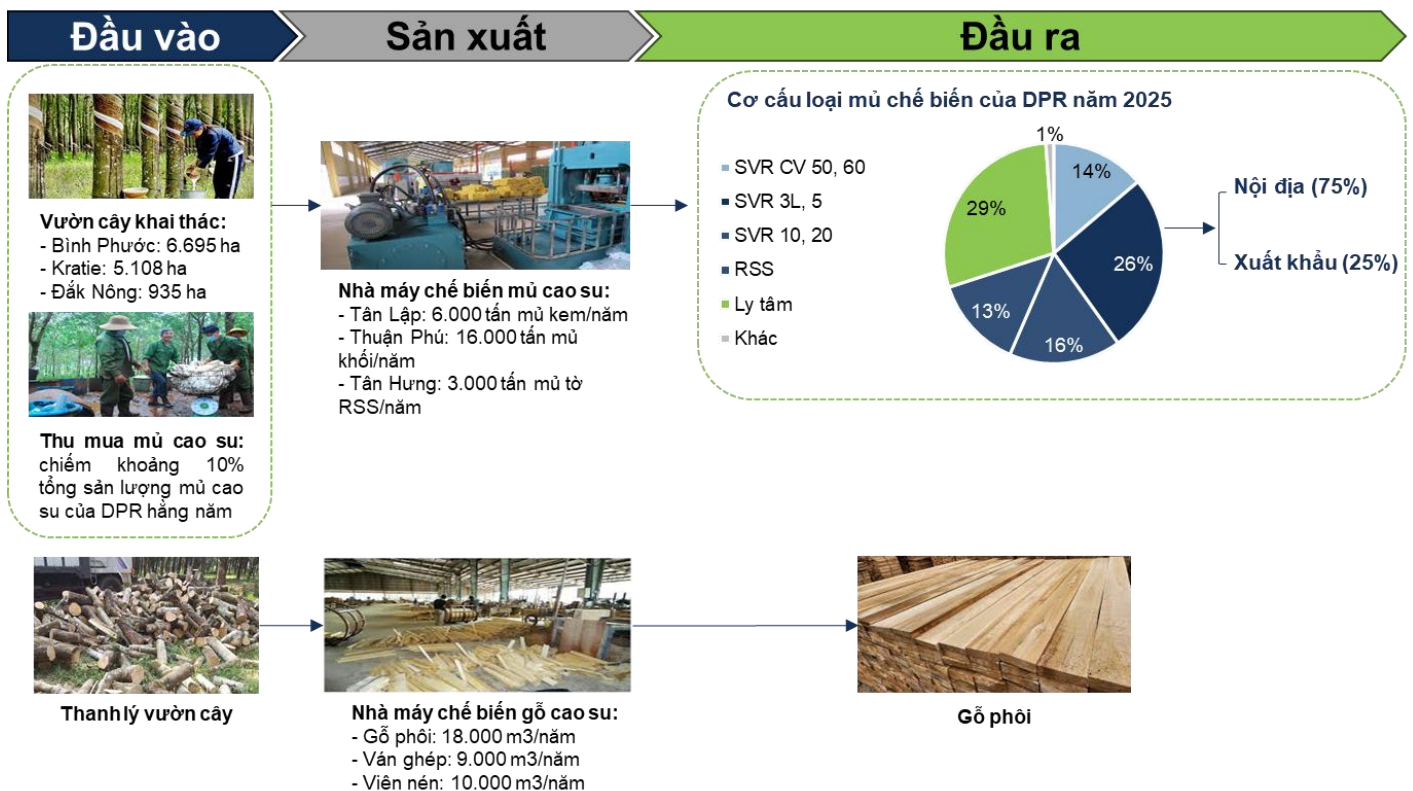 Đầu vào
Sản xuất
Đầu ra
Vườn cây khai thác:
- Bình Phước: 6.695 ha
- Kratie: 5.108 ha
- Đắk Nông: 935 ha
Thu mua mủ cao su:
chiếm khoảng 10%
tổng sản lượng mủ cao
su của DPR hằng năm
Nhà máy chế biến mủ cao su:
- Tân Lập: 6.000 tấn mủ kem/năm
- Thuận Phú: 16.000 tấn mủ
khối/năm
- Tân Hưng: 3.000 tấn mủ tờ
RSS/năm
Cơ cấu loại mủ chế biến của DPR năm 2025
SVR CV 50, 60
SVR 3L, 5
SVR 10, 20
RSS
Ly tâm
Khác
1%
14%
29%
26%
13%
16%
Nội địa (75%)
Xuất khẩu (25%)
Thanh lý vườn cây
Nhà máy chế biến gỗ cao su:
- Gỗ phôi: 18.000 m3/năm
- Ván ghép: 9.000 m3/năm
- Viên nén: 10.000 m3/năm
Gỗ phôi